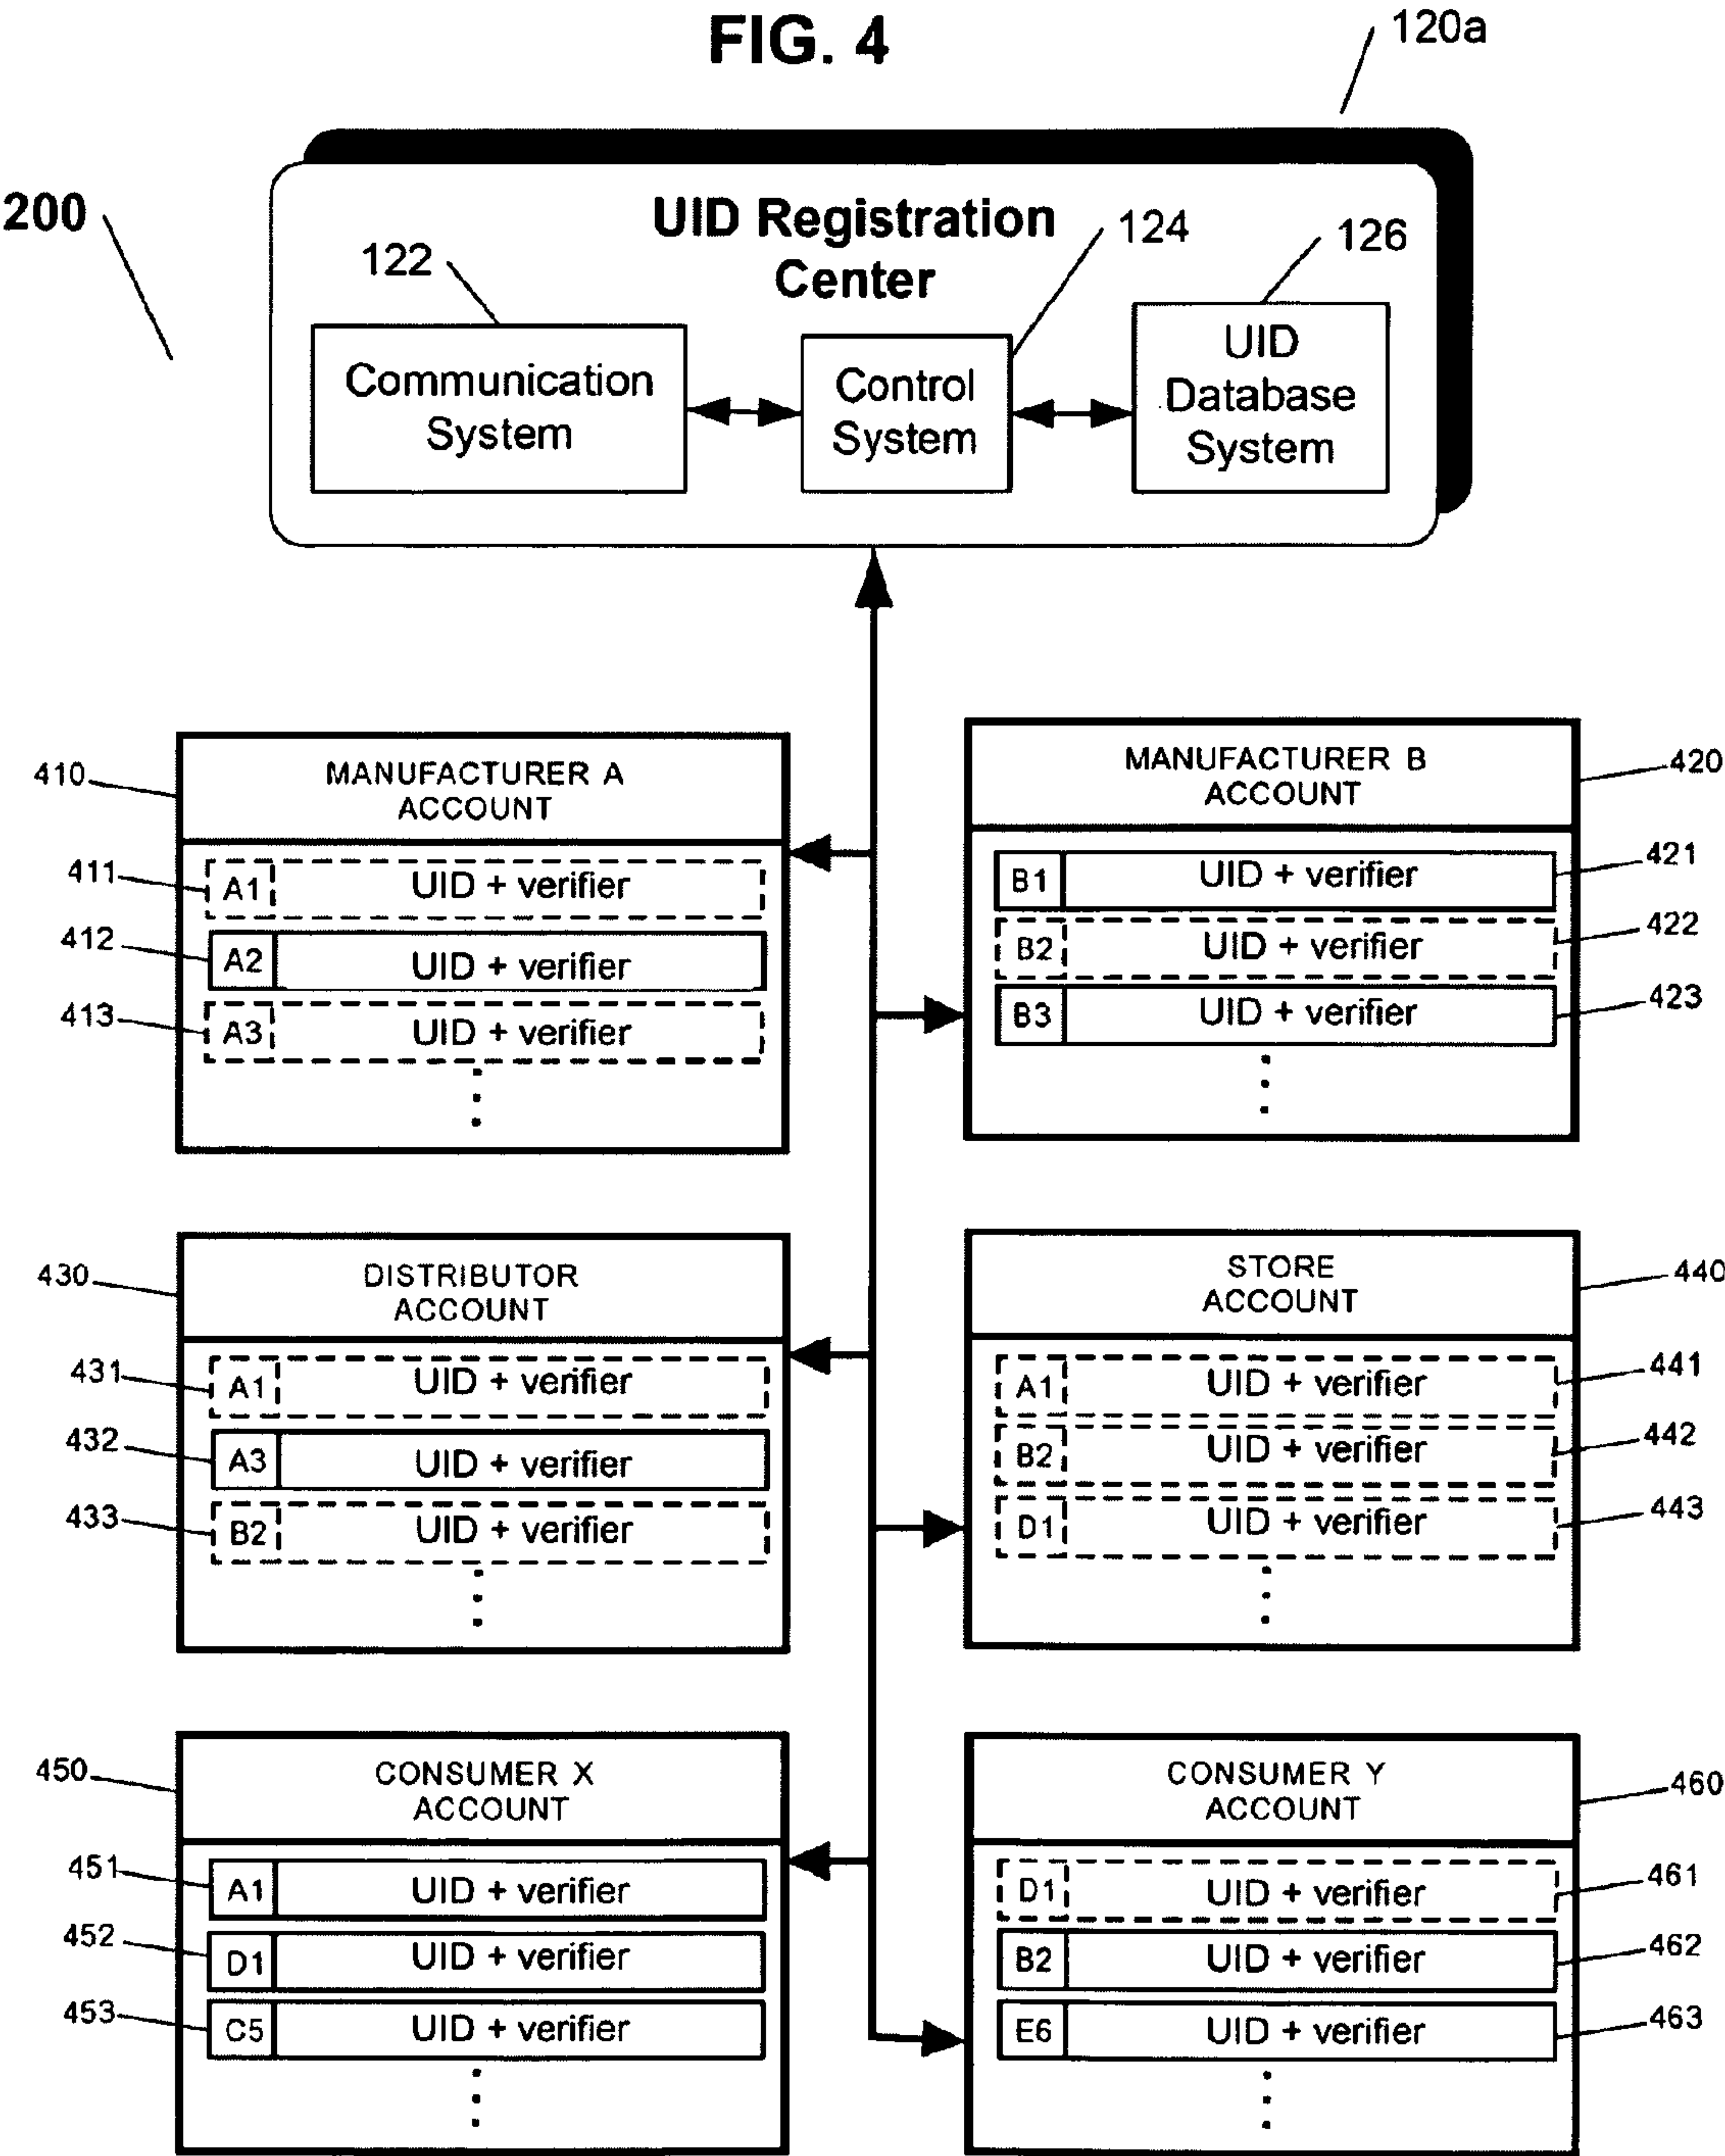 FIG. 4
120a
200
UID Registration
Center
122
124
126
Communication
System
Control
System
UID
Database
System
410
MANUFACTURER A
ACCOUNT
411
A1
UID + verifier
412
A2
UID + verifier
413
A3
UID + verifier
420
MANUFACTURER B
ACCOUNT
421
B1
UID + verifier
422
B2
UID + verifier
423
B3
UID + verifier
430
DISTRIBUTOR
ACCOUNT
431
A1
UID + verifier
432
A3
UID + verifier
433
B2
UID + verifier
440
STORE
ACCOUNT
441
A1
UID + verifier
442
B2
UID + verifier
443
D1
UID + verifier
450
CONSUMER X
ACCOUNT
451
A1
UID + verifier
452
D1
UID + verifier
453
C5
UID + verifier
460
CONSUMER Y
ACCOUNT
461
D1
UID + verifier
462
B2
UID + verifier
463
E6
UID + verifier